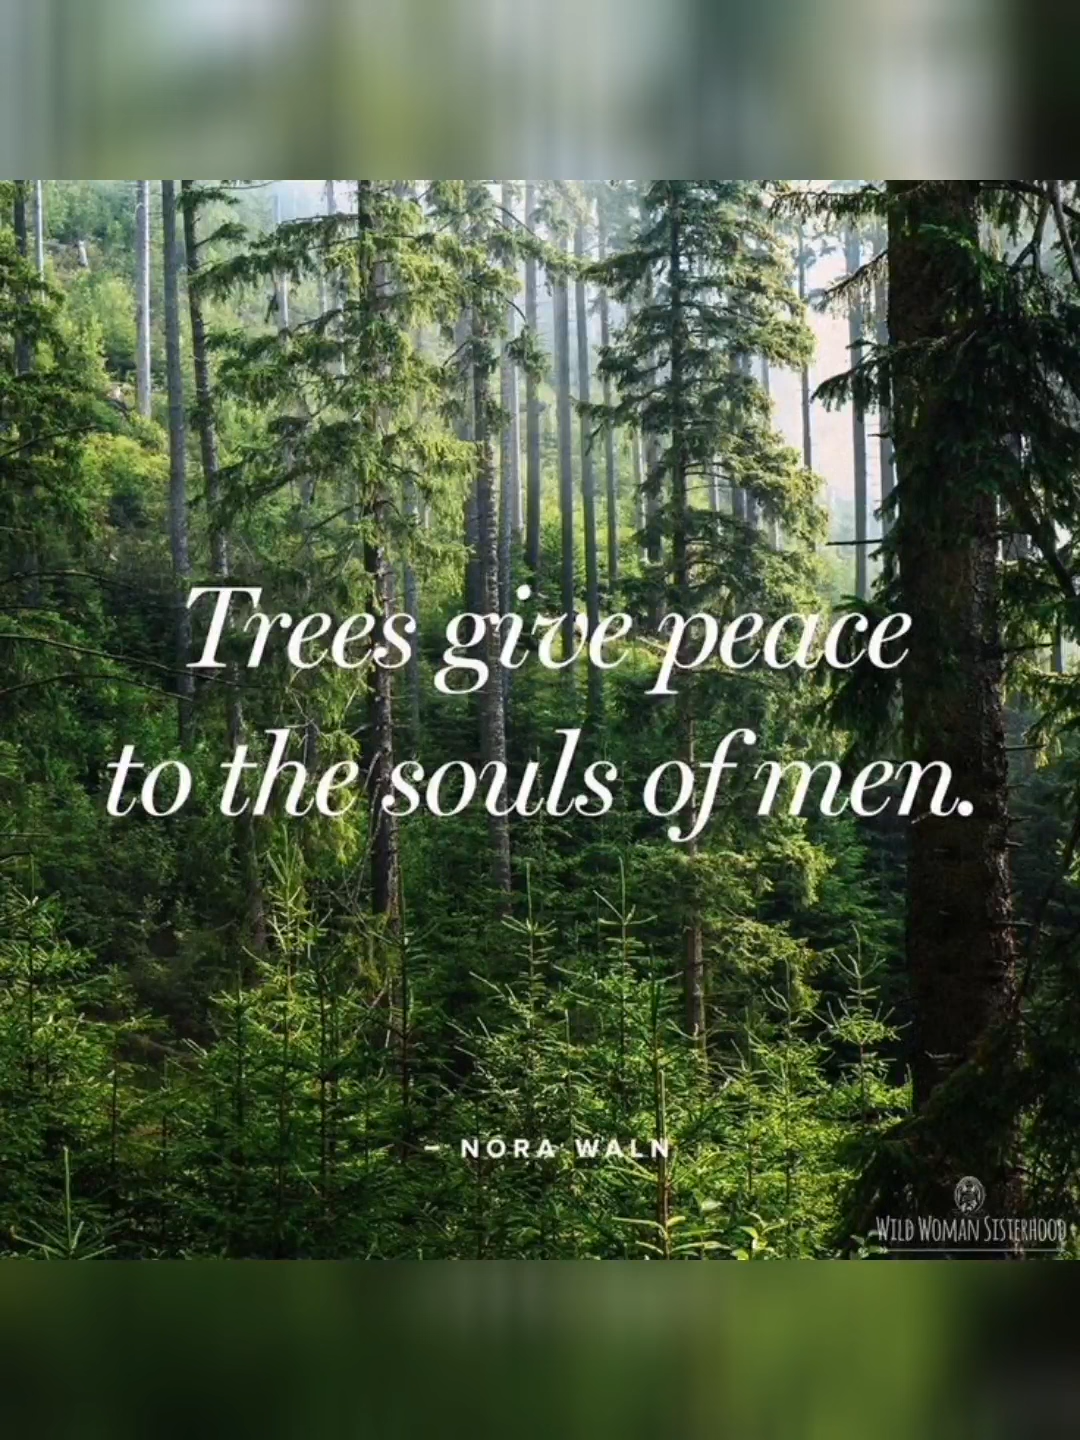 Trees give peace
to the souls of men.
– NORA WALN
WILD WOMAN SISTERHOOD